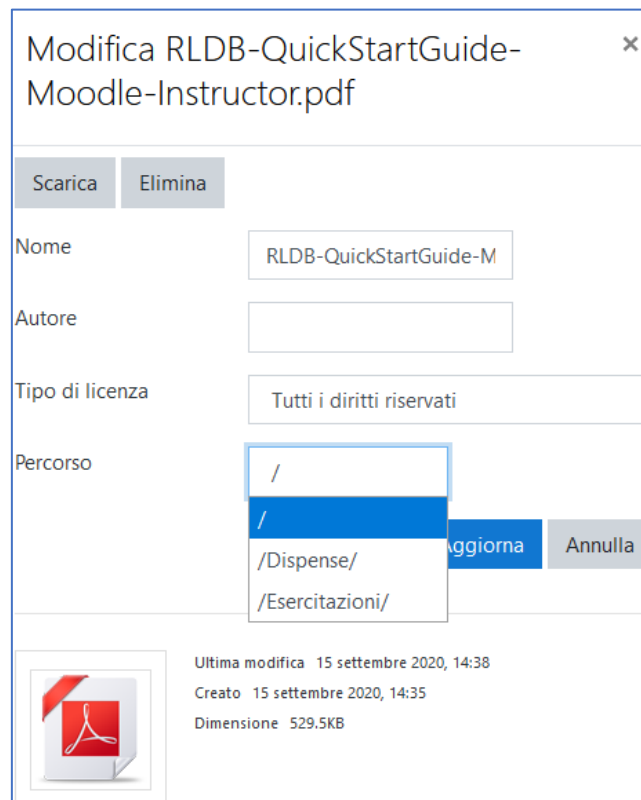 Modifica RLDB-QuickStartGuide-
Moodle-Instructor.pdf
×
Scarica Elimina
Nome RLDB-QuickStartGuide-M
Autore
Tipo di licenza Tutti i diritti riservati
Percorso /
/
/Dispense/
/Esercitazioni/
Aggiorna Annulla
Ultima modifica 15 settembre 2020, 14:38
Creato 15 settembre 2020, 14:35
Dimensione 529.5KB